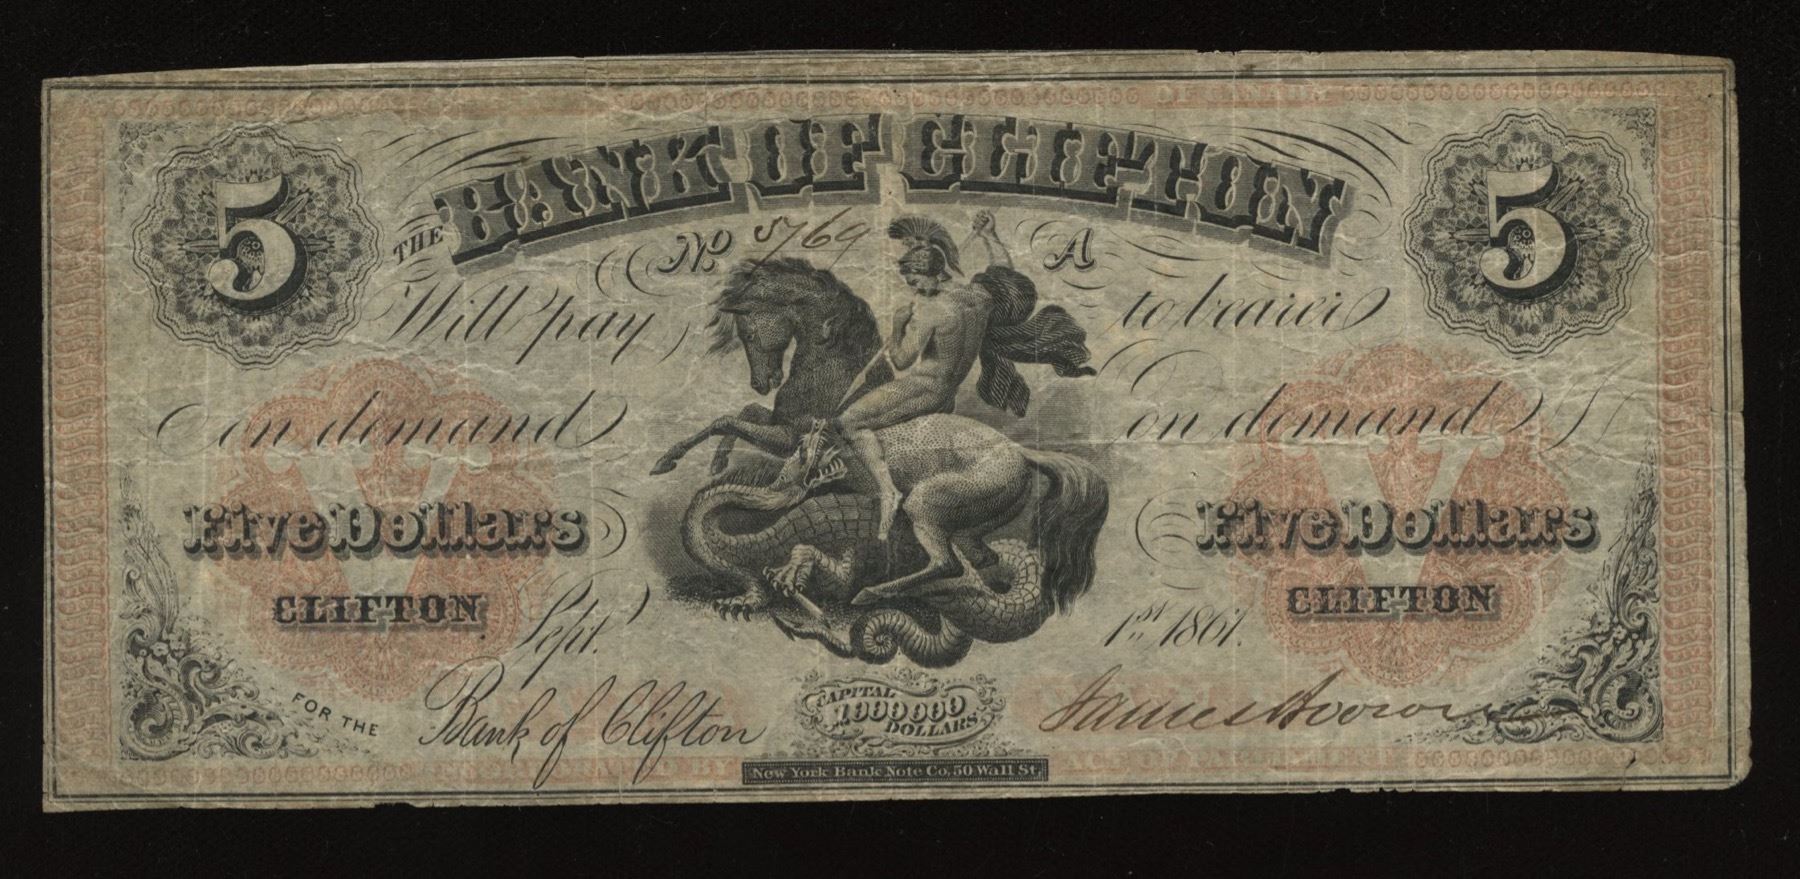 5 THE BANK OF CLIFTON 5
No 5769 A
Will pay to bearer
on demand on demand
V V
Five Dollars Five Dollars
CLIFTON CLIFTON
Sept. 1st 1861.
FOR THE Bank of Clifton
CAPITAL
1000000
DOLLARS
New York Bank Note Co. 50 Wall St.